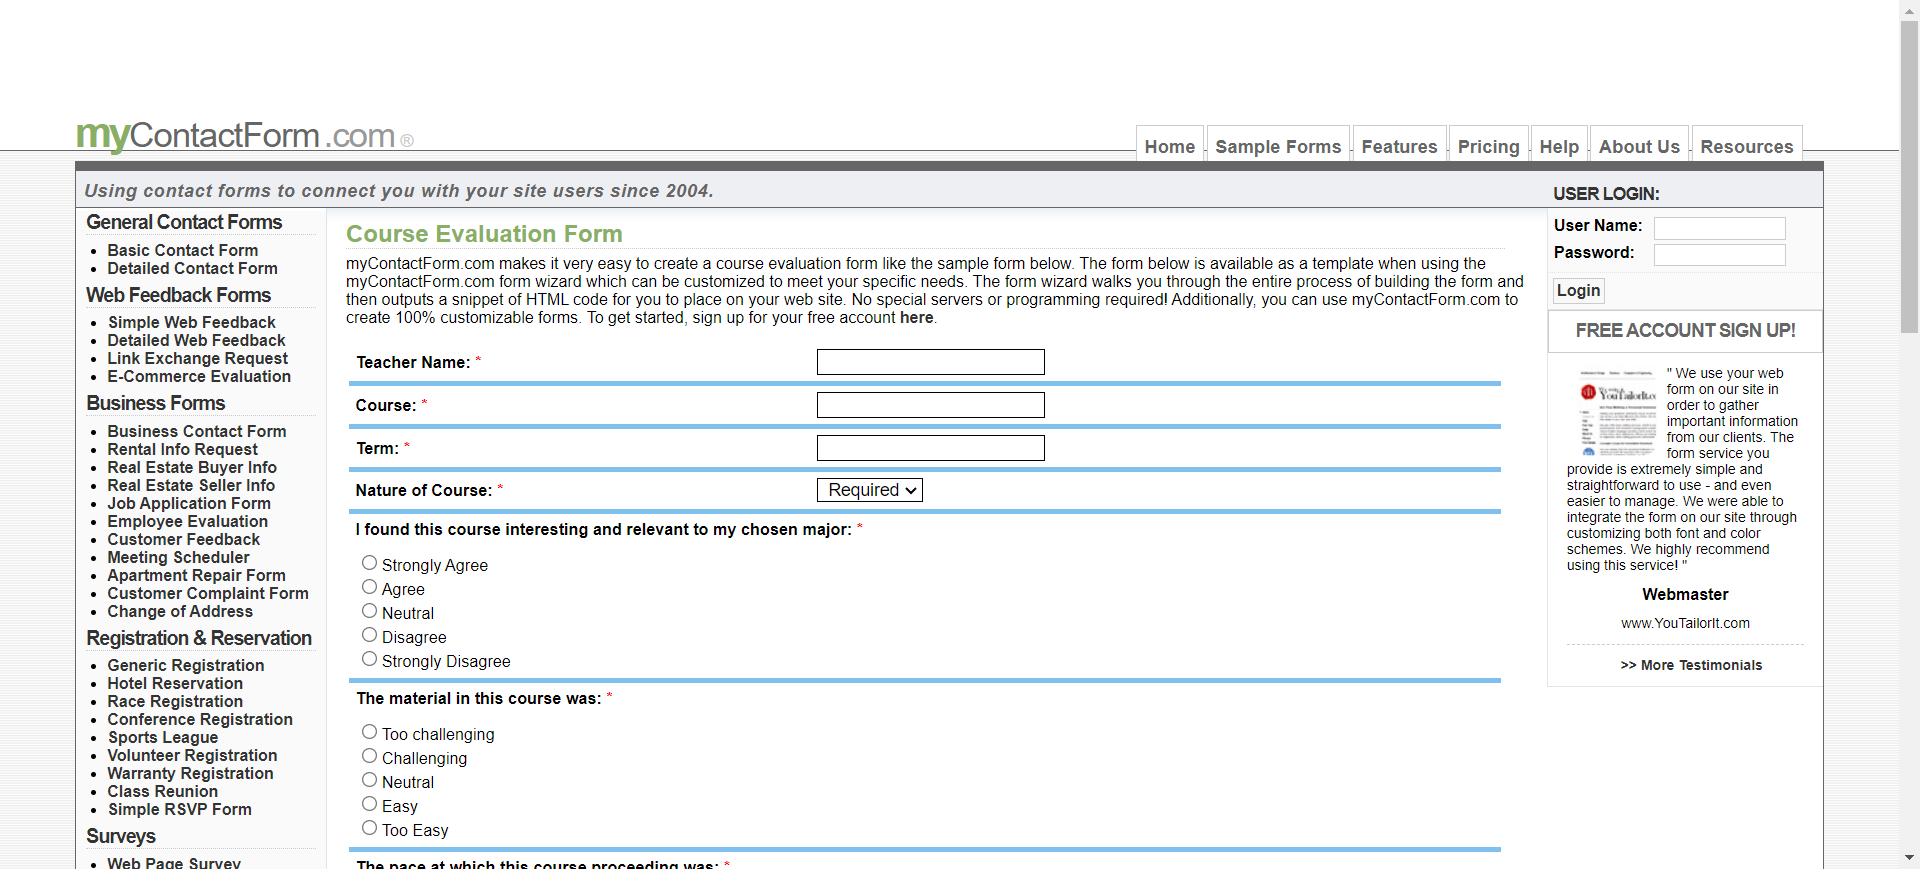 myContactForm.com ®
Home
Sample Forms
Features
Pricing
Help
About Us
Resources
Using contact forms to connect you with your site users since 2004.
USER LOGIN:
General Contact Forms
Basic Contact Form
Detailed Contact Form
Web Feedback Forms
Simple Web Feedback
Detailed Web Feedback
Link Exchange Request
E-Commerce Evaluation
Business Forms
Business Contact Form
Rental Info Request
Real Estate Buyer Info
Real Estate Seller Info
Job Application Form
Employee Evaluation
Customer Feedback
Meeting Scheduler
Apartment Repair Form
Customer Complaint Form
Change of Address
Registration & Reservation
Generic Registration
Hotel Reservation
Race Registration
Conference Registration
Sports League
Volunteer Registration
Warranty Registration
Class Reunion
Simple RSVP Form
Surveys
Web Page Survey
Course Evaluation Form
myContactForm.com makes it very easy to create a course evaluation form like the sample form below. The form below is available as a template when using the
myContactForm.com form wizard which can be customized to meet your specific needs. The form wizard walks you through the entire process of building the form and
then outputs a snippet of HTML code for you to place on your web site. No special servers or programming required! Additionally, you can use myContactForm.com to
create 100% customizable forms. To get started, sign up for your free account here.
Teacher Name: *
Course: *
Term: *
Nature of Course: * Required
I found this course interesting and relevant to my chosen major: *
Strongly Agree
Agree
Neutral
Disagree
Strongly Disagree
The material in this course was: *
Too challenging
Challenging
Neutral
Easy
Too Easy
The pace at which this course proceeding was: *
User Name:
Password:
Login
FREE ACCOUNT SIGN UP!
YouTailorIt.co
" We use your web
form on our site in
order to gather
important information
from our clients. The
form service you
provide is extremely simple and
straightforward to use - and even
easier to manage. We were able to
integrate the form on our site through
customizing both font and color
schemes. We highly recommend
using this service! "
Webmaster
www.YouTailorIt.com
>> More Testimonials